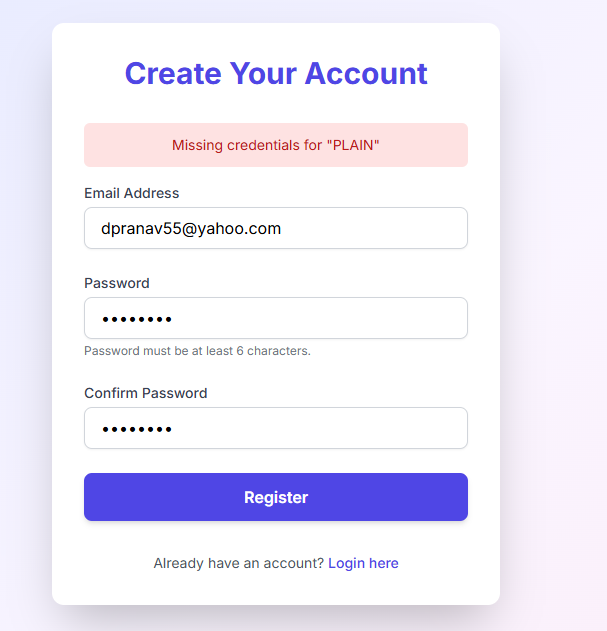 Create Your Account
Missing credentials for "PLAIN"
Email Address
dpranav55@yahoo.com
Password
••••••••
Password must be at least 6 characters.
Confirm Password
••••••••
Register
Already have an account? Login here